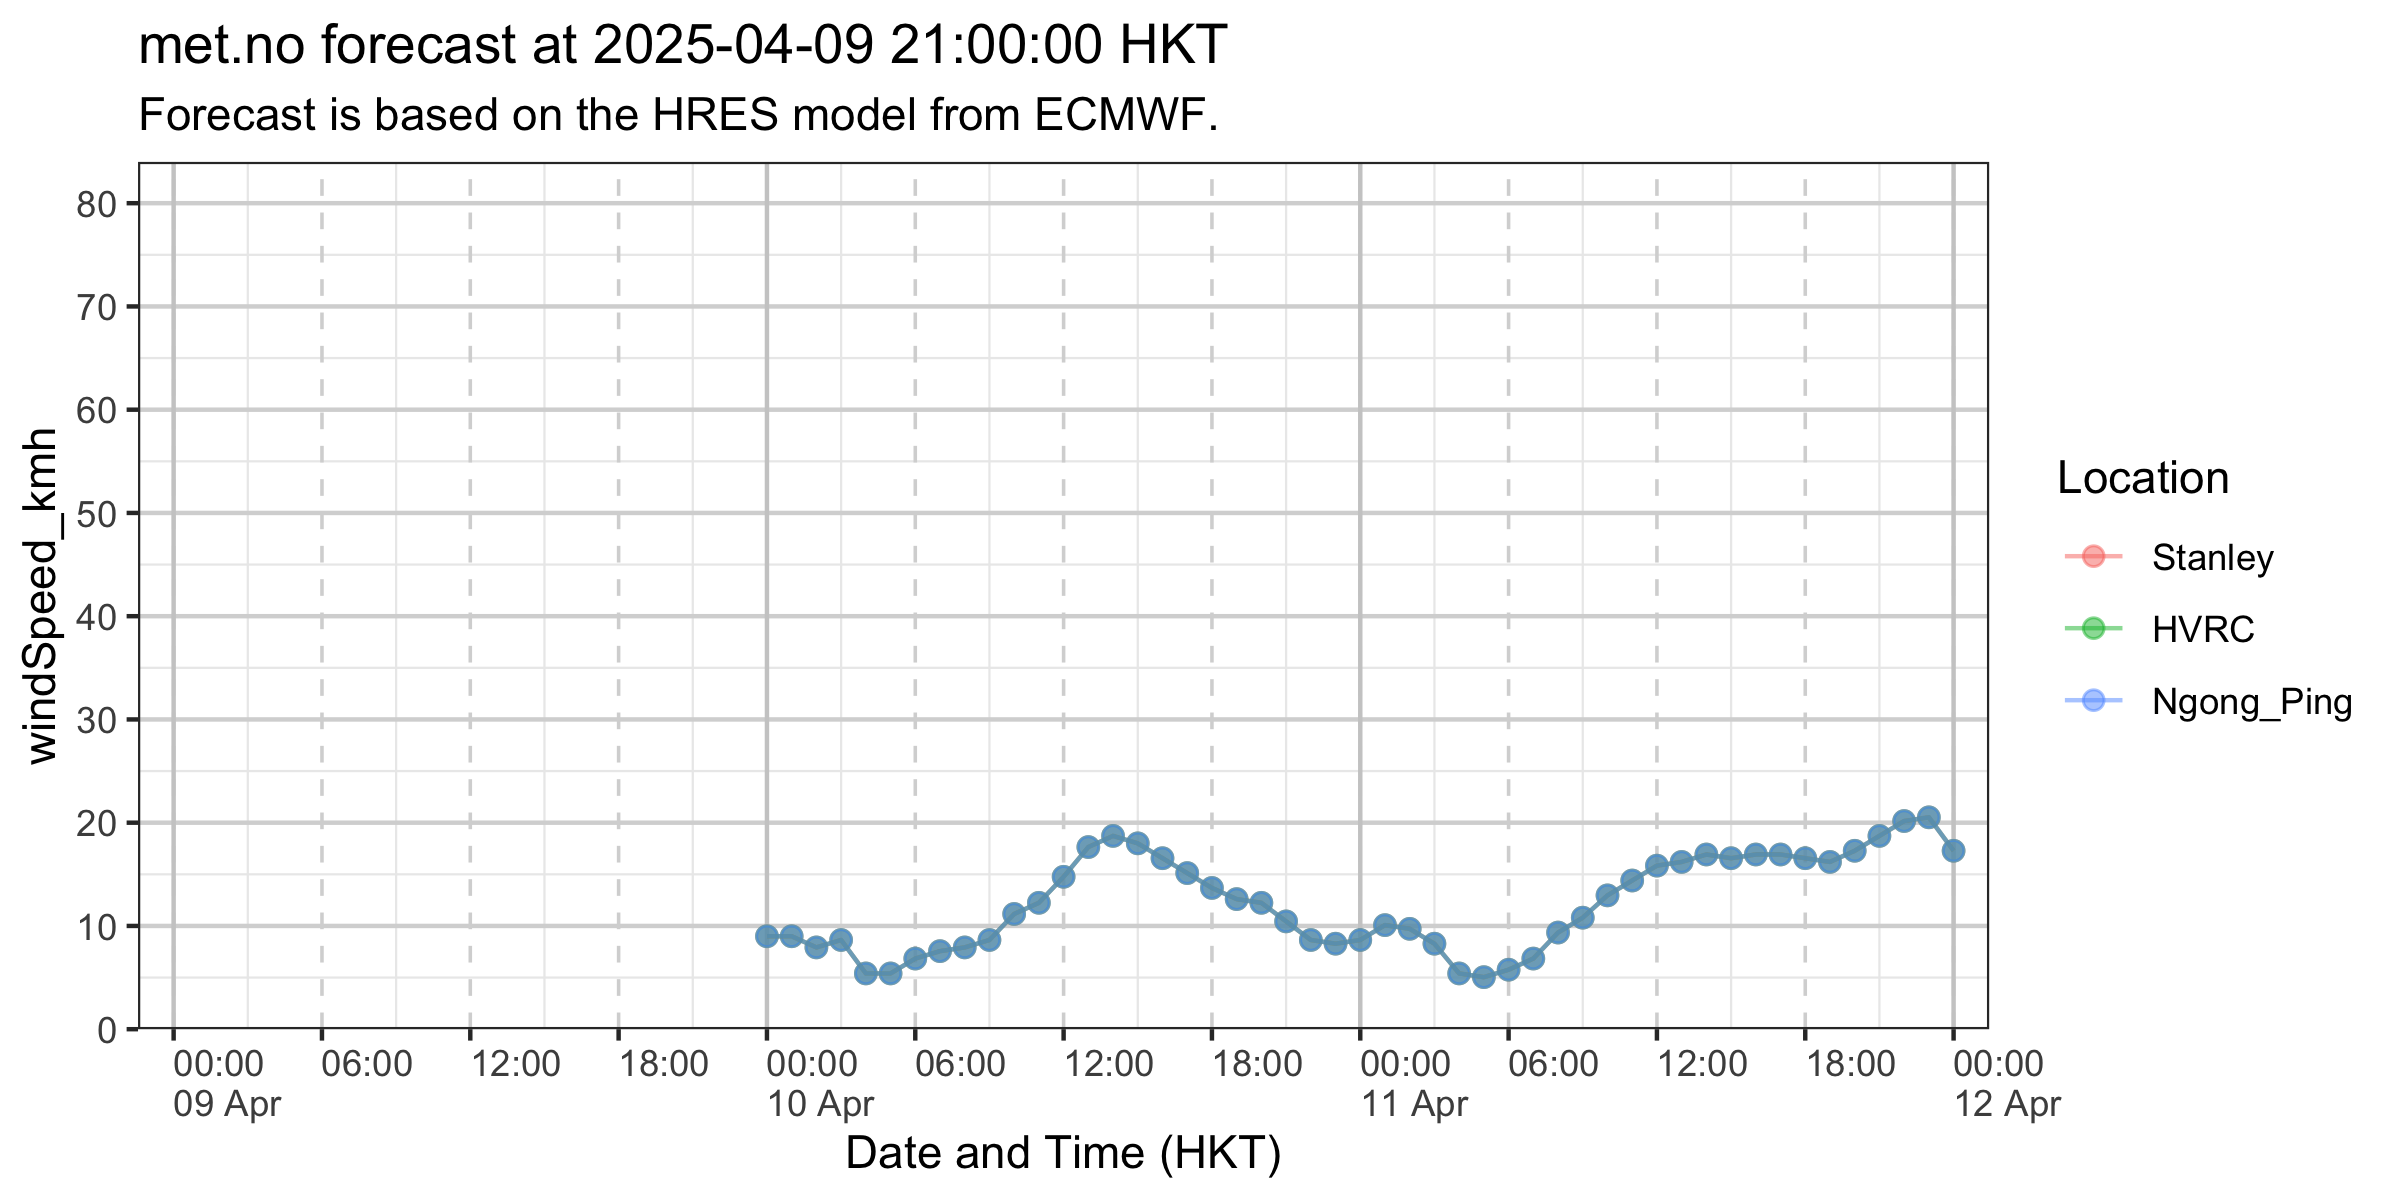 met.no forecast at 2025-04-09 21:00:00 HKT
Forecast is based on the HRES model from ECMWF.
windSpeed_kmh
80
70
60
50
40
30
20
10
0
00:00 06:00 12:00 18:00 00:00 06:00 12:00 18:00 00:00 06:00 12:00 18:00 00:00
09 Apr 10 Apr 11 Apr 12 Apr
Date and Time (HKT)
Location
Stanley
HVRC
Ngong_Ping